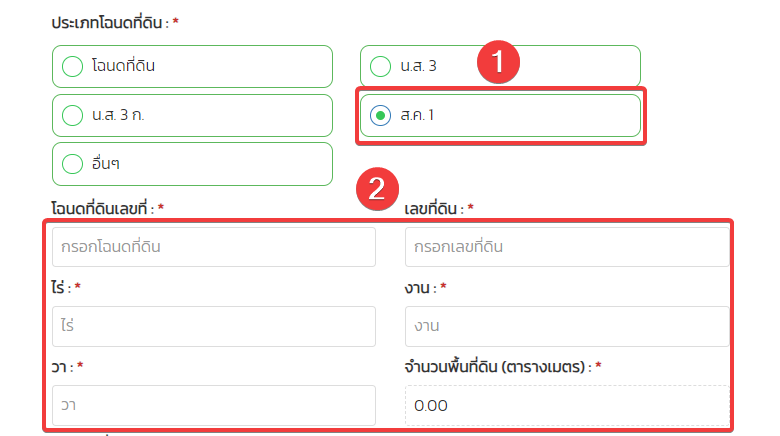 ประเภทโฉนดที่ดิน : *
1
โฉนดที่ดิน
น.ส. 3
น.ส. 3 ก.
ส.ค. 1
อื่นๆ
2
โฉนดที่ดินเลขที่ : *
เลขที่ดิน : *
กรอกโฉนดที่ดิน
กรอกเลขที่ดิน
ไร่ : *
งาน : *
ไร่
งาน
วา : *
จำนวนพื้นที่ดิน (ตารางเมตร) : *
วา
0.00